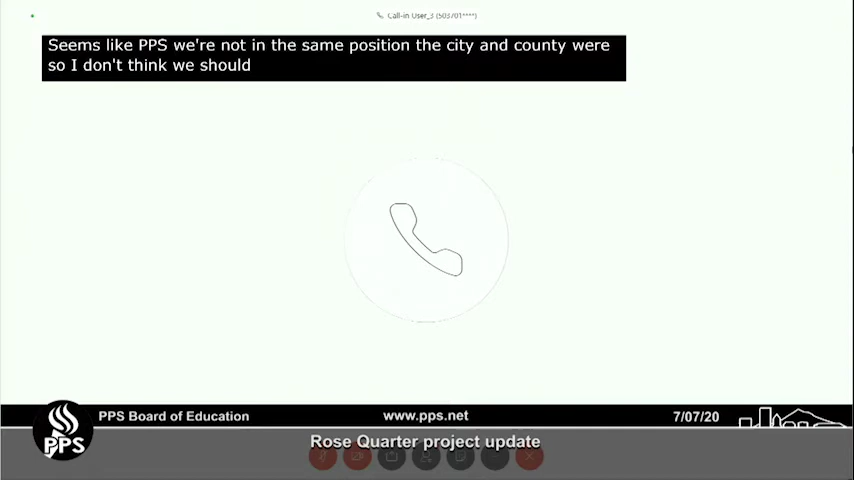 Call-in User_3 (503701****)
Seems like PPS we're not in the same position the city and county were
so I don't think we should
PPS Board of Education www.pps.net 7/07/20
PPS
Rose Quarter project update